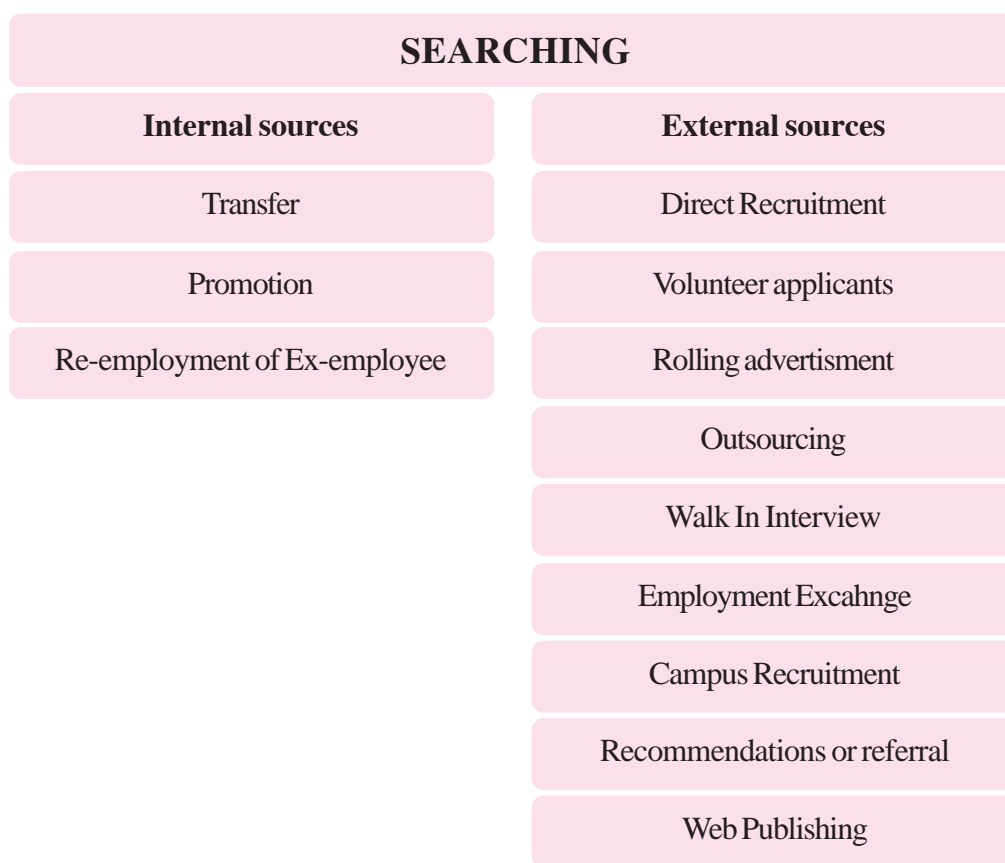 SEARCHING
Internal sources
External sources
Transfer
Direct Recruitment
Promotion
Volunteer applicants
Re-employment of Ex-employee
Rolling advertisment
Outsourcing
Walk In Interview
Employment Excahnge
Campus Recruitment
Recommendations or referral
Web Publishing